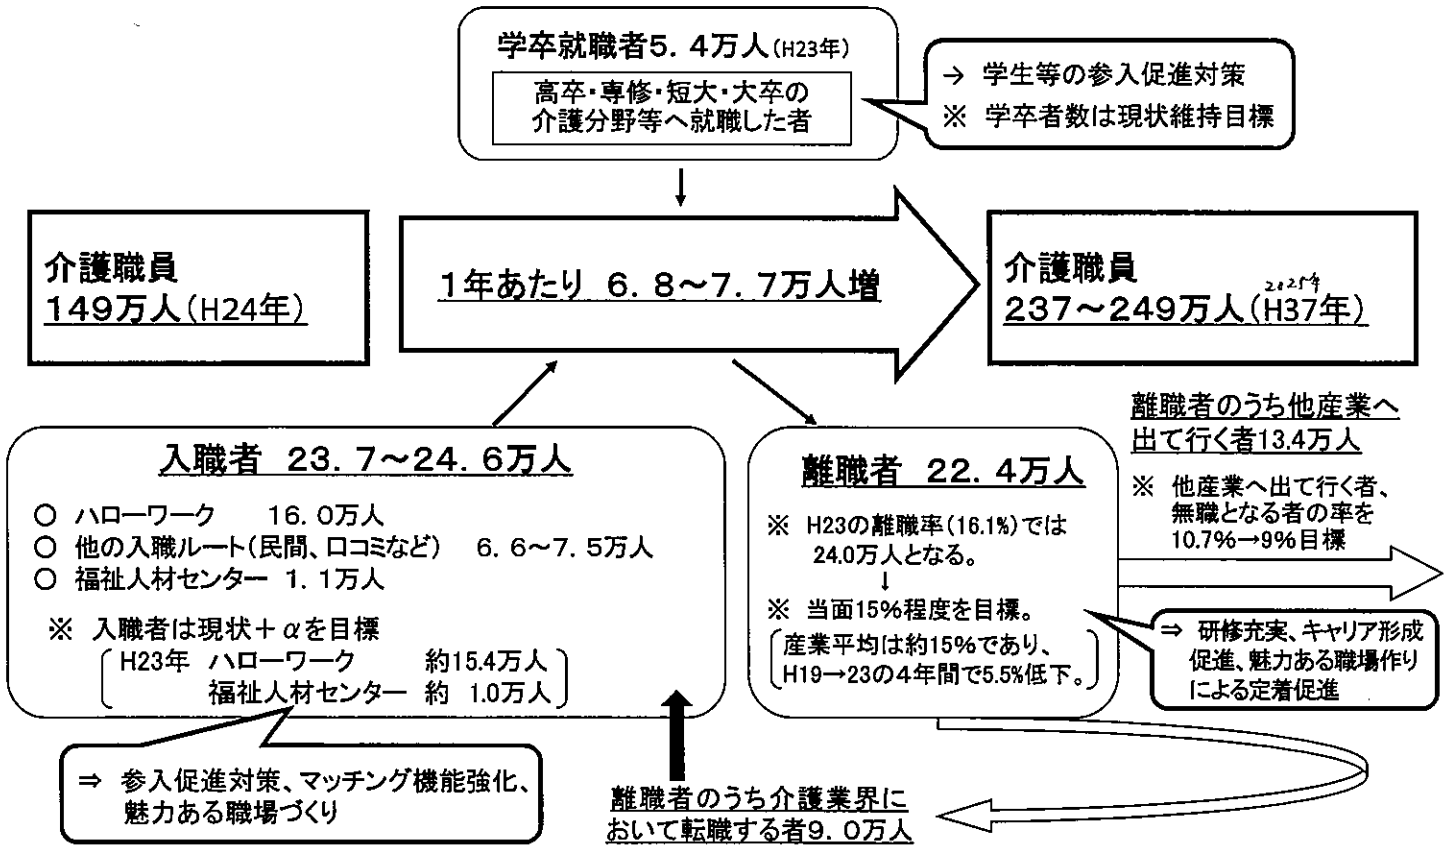 学卒就職者5．4万人(H23年)
高卒・専修・短大・大卒の
介護分野等へ就職した者
→ 学生等の参入促進対策
※ 学卒者数は現状維持目標
介護職員
149万人(H24年)
1年あたり 6．8～7．7万人増
介護職員
2025年
237～249万人(H37年)
入職者 23．7～24．6万人
○ ハローワーク 16．0万人
○ 他の入職ルート(民間、口コミなど) 6．6～7．5万人
○ 福祉人材センター 1．1万人
※ 入職者は現状＋αを目標
H23年 ハローワーク 約15.4万人
福祉人材センター 約 1.0万人
⇒ 参入促進対策、マッチング機能強化、
魅力ある職場づくり
離職者 22．4万人
※ H23の離職率(16.1%)では
24.0万人となる。
↓
※ 当面15%程度を目標。
産業平均は約15%であり、
H19→23の4年間で5.5%低下。
離職者のうち他産業へ
出て行く者13.4万人
※ 他産業へ出て行く者、
無職となる者の率を
10.7%→9%目標
⇒ 研修充実、キャリア形成
促進、魅力ある職場作り
による定着促進
離職者のうち介護業界に
おいて転職する者9．0万人